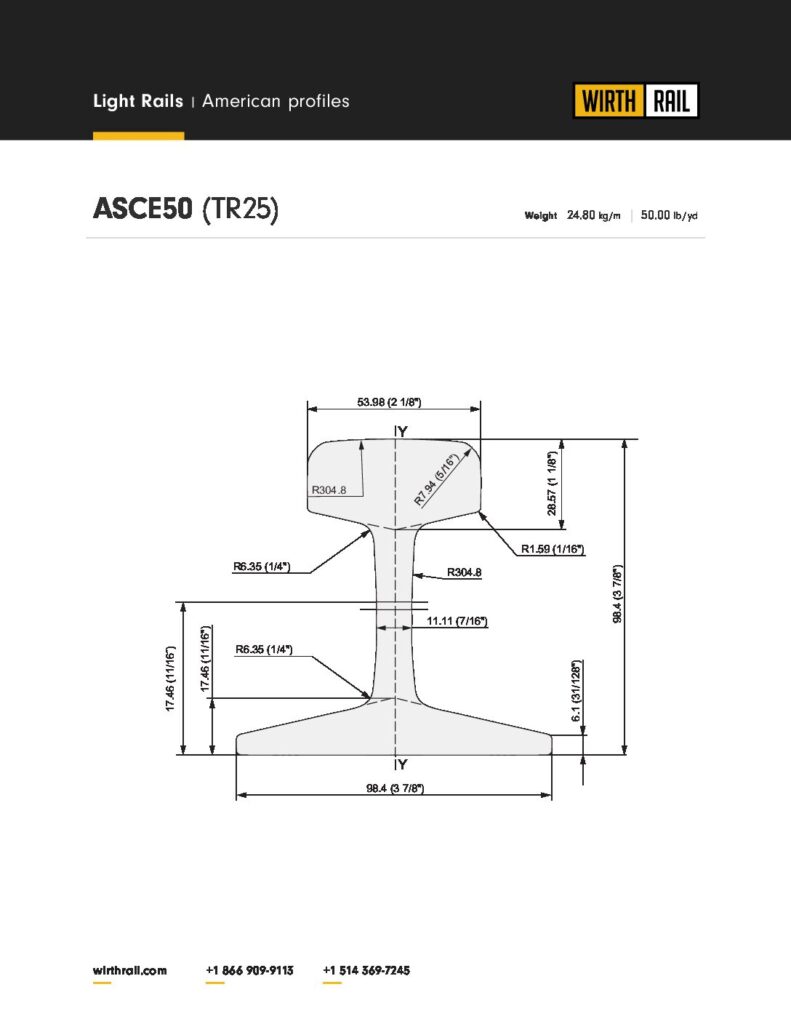 Light Rails | American profiles
WIRTH RAIL
ASCE50 (TR25)
Weight 24.80 kg/m | 50.00 lb/yd
53.98 (2 1/8")
Y
R304.8
R7.94 (5/16")
28.57 (1 1/8")
R1.59 (1/16")
R6.35 (1/4")
R304.8
98.4 (3 7/8")
11.11 (7/16")
17.46 (11/16")
17.46 (11/16")
R6.35 (1/4")
6.1 (31/128")
Y
98.4 (3 7/8")
wirthrail.com +1 866 909-9113 +1 514 369-7245